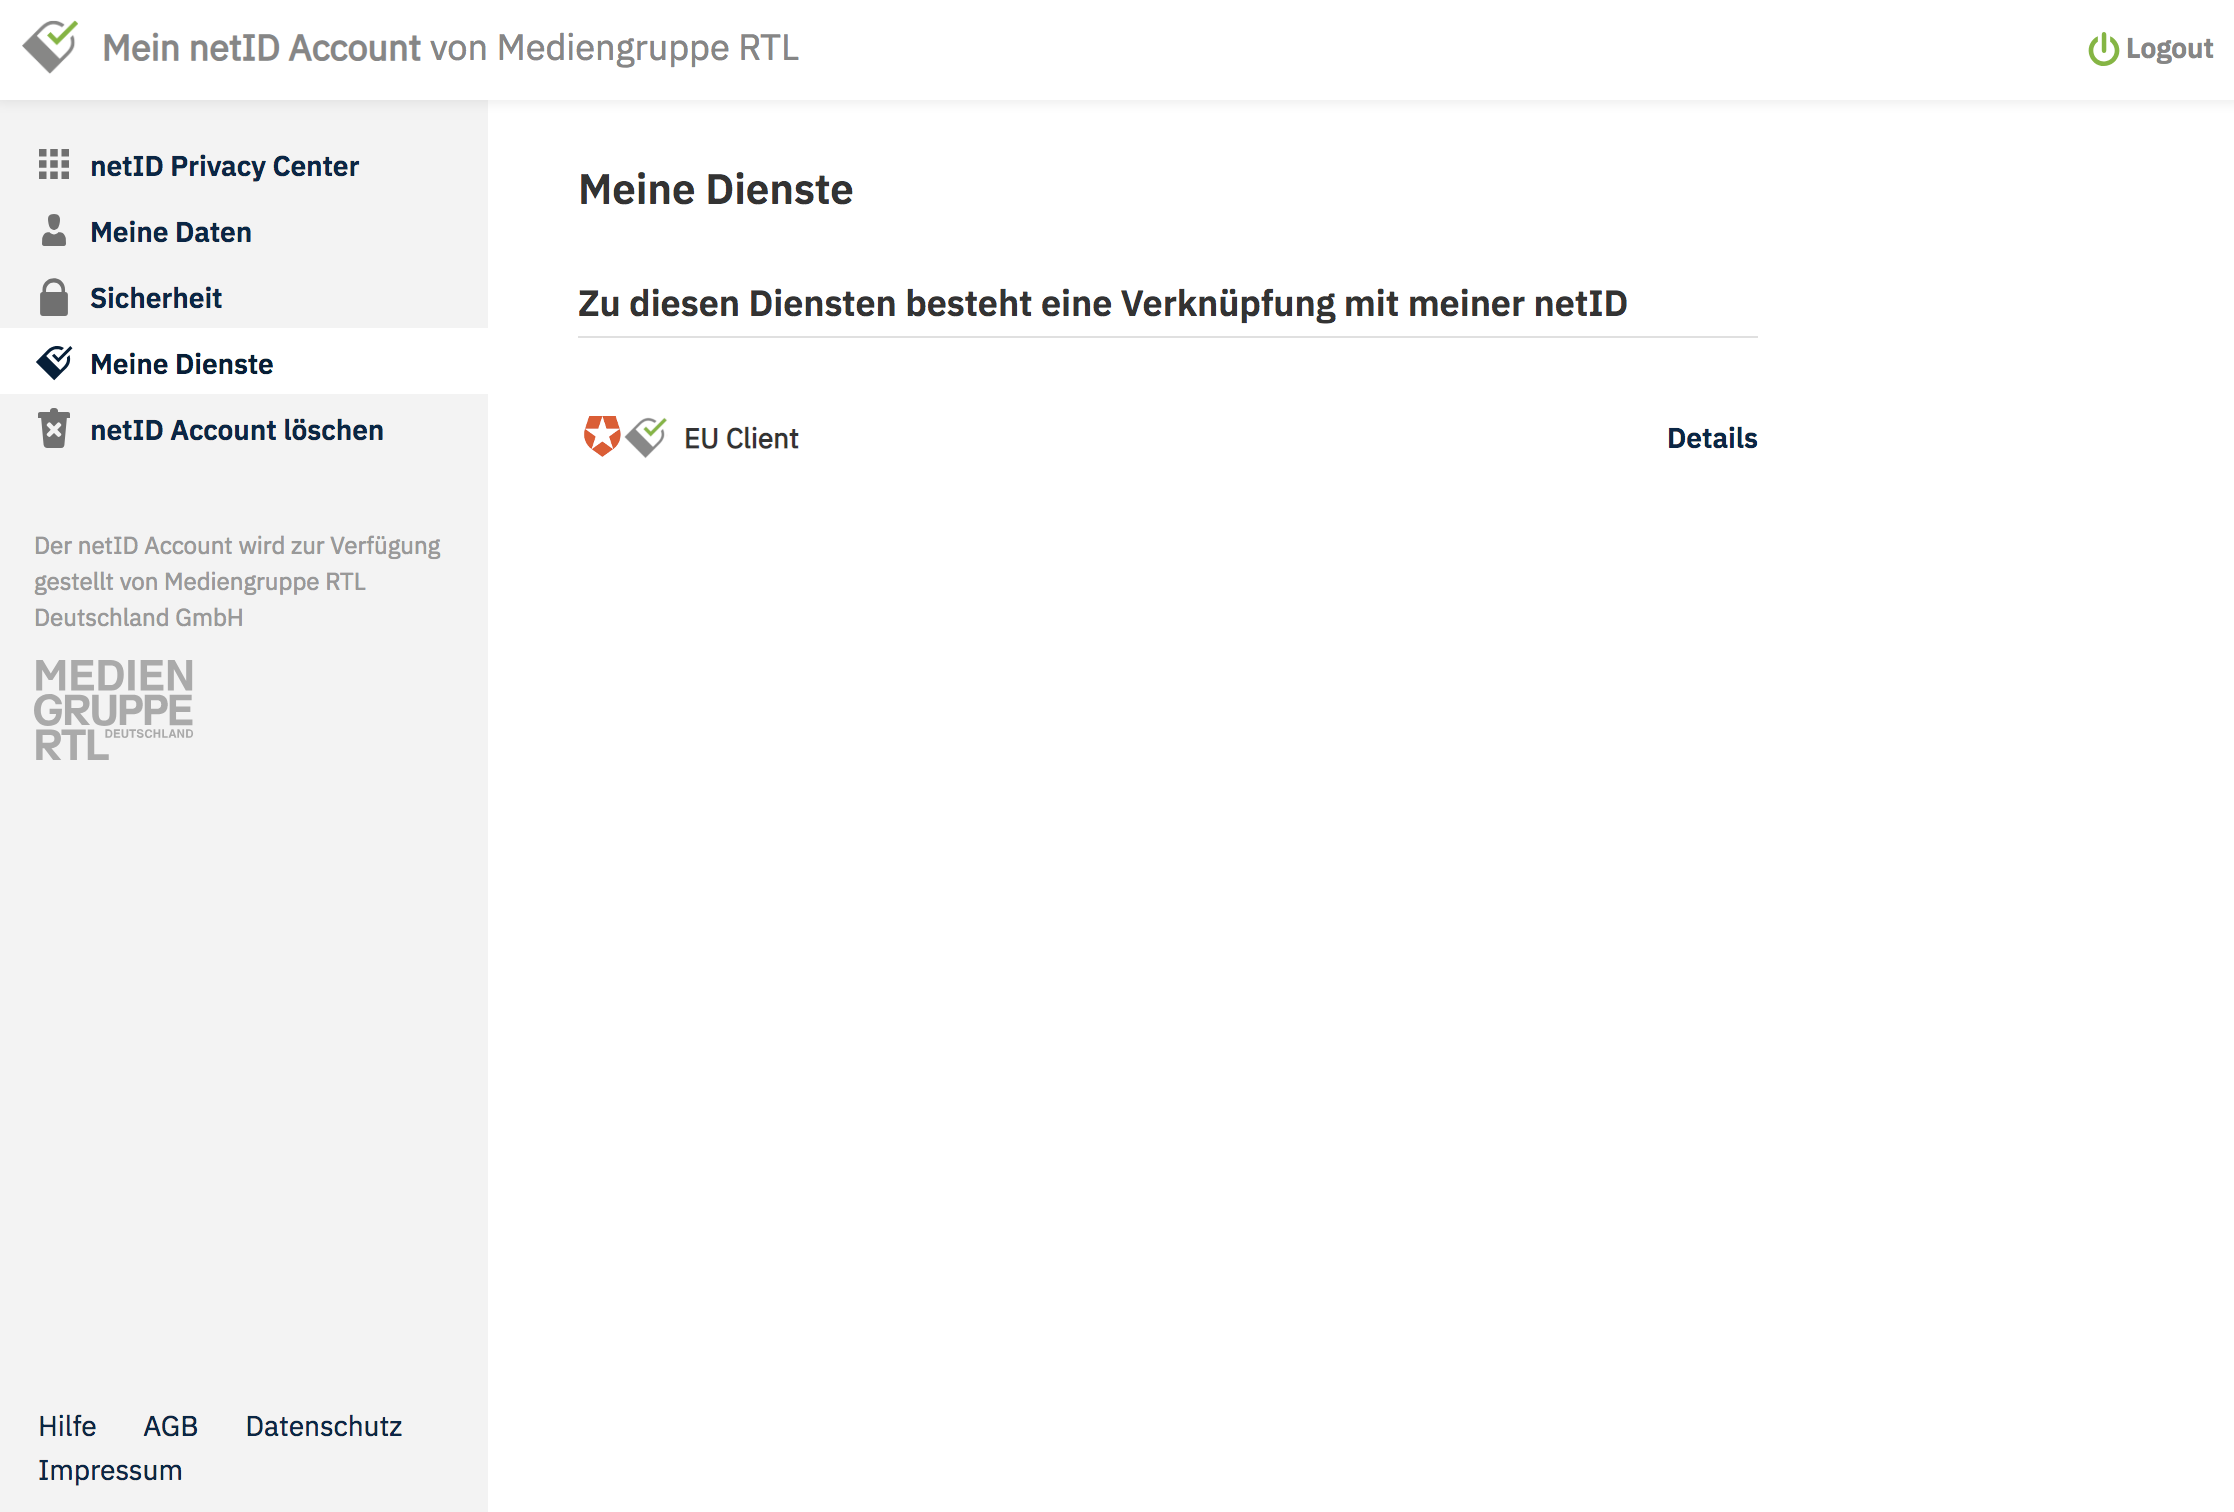 Mein netID Account von Mediengruppe RTL
Logout
netID Privacy Center
Meine Daten
Sicherheit
Meine Dienste
netID Account löschen
Der netID Account wird zur Verfügung
gestellt von Mediengruppe RTL
Deutschland GmbH
MEDIEN
GRUPPE
RTL DEUTSCHLAND
Hilfe AGB Datenschutz
Impressum
Meine Dienste
Zu diesen Diensten besteht eine Verknüpfung mit meiner netID
EU Client Details